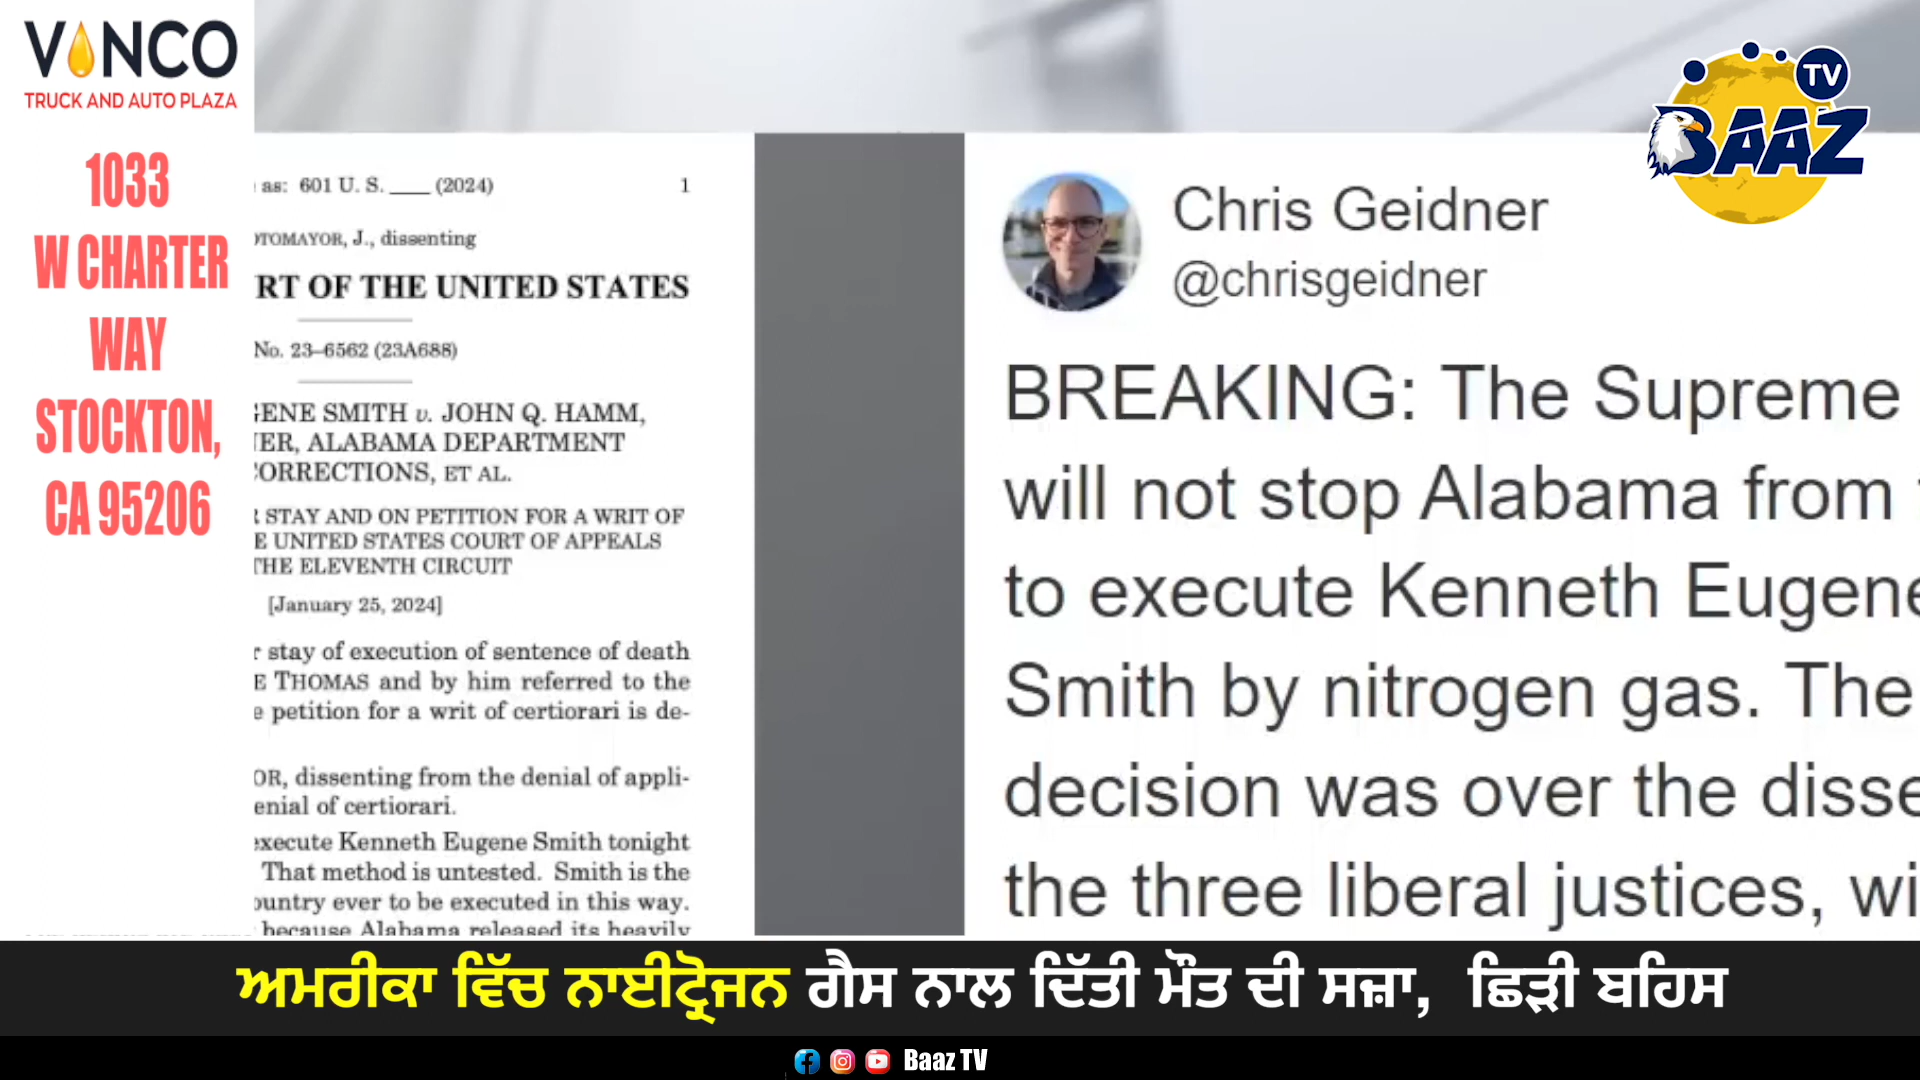 VANCO
TRUCK AND AUTO PLAZA
1033
W CHARTER
WAY
STOCKTON,
CA 95206
as: 601 U. S. ____ (2024) 1
J., dissenting
OF THE UNITED STATES
No. 23–6562 (23A688)
SMITH v. JOHN Q. HAMM,
ALABAMA DEPARTMENT
ET AL.
STAY AND ON PETITION FOR A WRIT OF
UNITED STATES COURT OF APPEALS
THE ELEVENTH CIRCUIT
[January 25, 2024]
stay of execution of sentence of death
THOMAS and by him referred to the
petition for a writ of certiorari is de-
dissenting from the denial of appli-
of certiorari.
execute Kenneth Eugene Smith tonight
That method is untested. Smith is the
ever to be executed in this way.
because Alabama released its heavily
TV
BAAZ
Chris Geidner
@chrisgeidner
BREAKING: The Supreme
will not stop Alabama from
to execute Kenneth Eugene
Smith by nitrogen gas. The
decision was over the
the three liberal justices,
ਅਮਰੀਕਾ ਵਿੱਚ ਨਾਈਟ੍ਰੋਜਨ ਗੈਸ ਨਾਲ ਦਿੱਤੀ ਮੌਤ ਦੀ ਸਜ਼ਾ, ਛਿੜੀ ਬਹਿਸ
Baaz TV